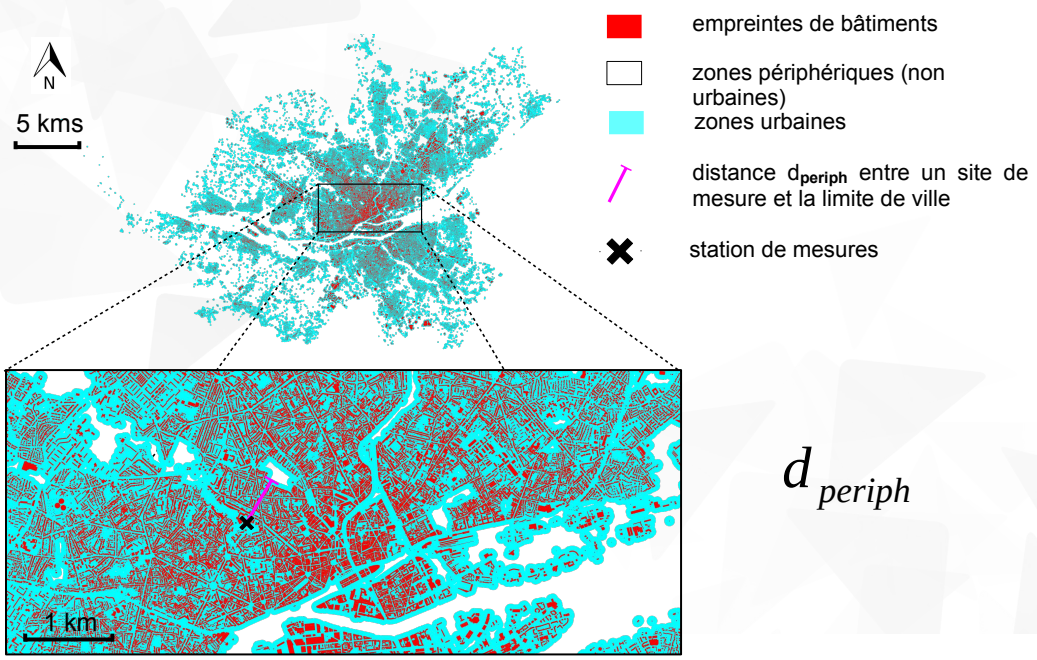 N
5 kms
empreintes de bâtiments
zones périphériques (non
urbaines)
zones urbaines
distance dperiph entre un site de
mesure et la limite de ville
station de mesures
1 km
d periph